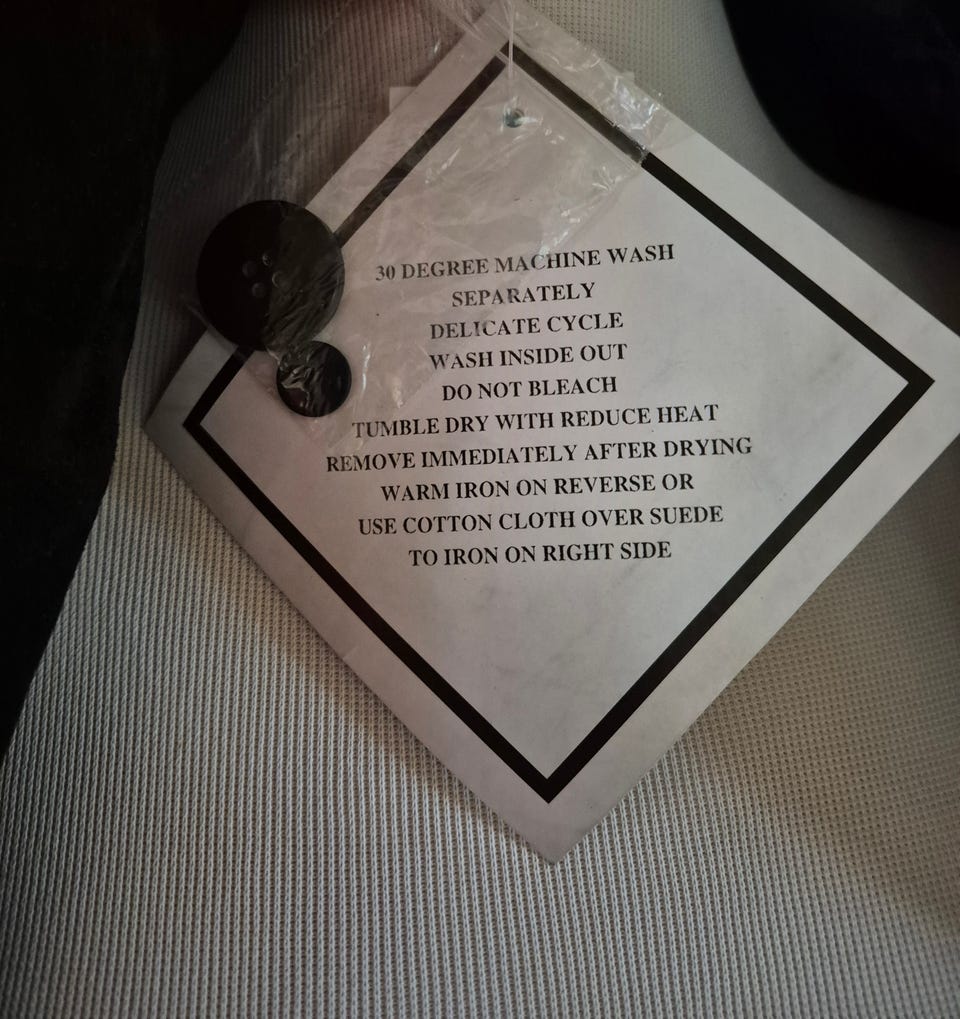 30 DEGREE MACHINE WASH
SEPARATELY
DELICATE CYCLE
WASH INSIDE OUT
DO NOT BLEACH
TUMBLE DRY WITH REDUCE HEAT
REMOVE IMMEDIATELY AFTER DRYING
WARM IRON ON REVERSE OR
USE COTTON CLOTH OVER SUEDE
TO IRON ON RIGHT SIDE